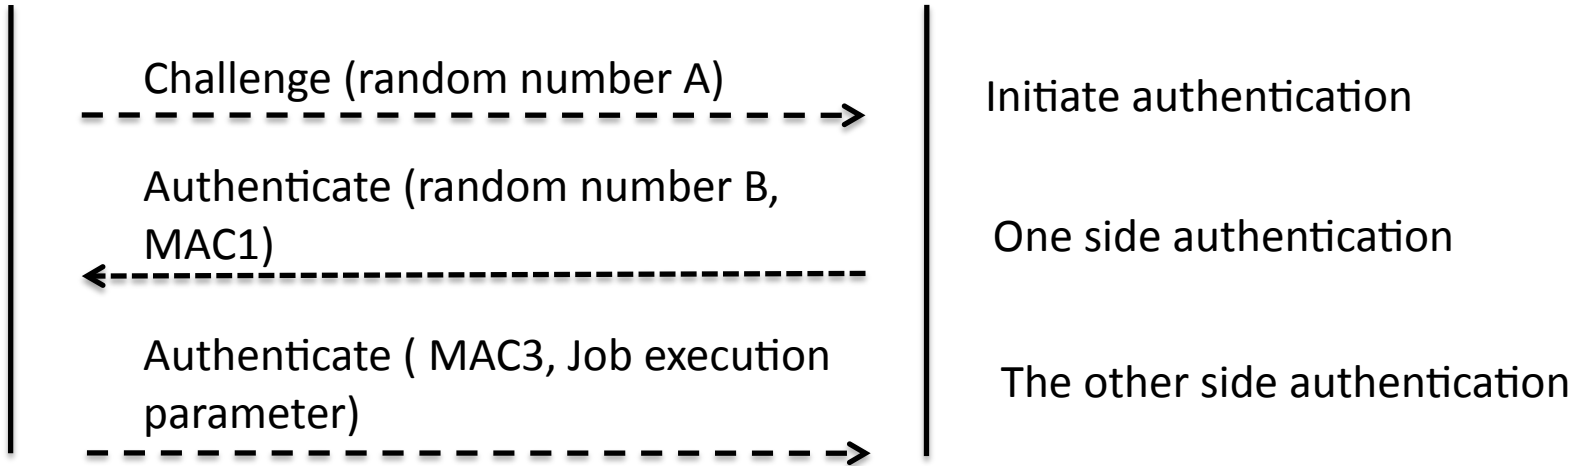 Challenge (random number A)
Initiate authentication
Authenticate (random number B,
MAC1)
One side authentication
Authenticate ( MAC3, Job execution
parameter)
The other side authentication